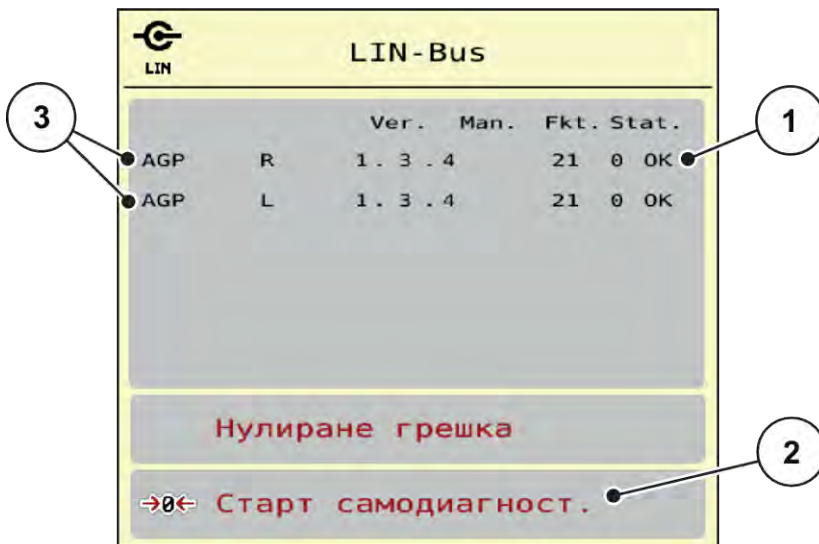 LIN
LIN-Bus
3
1
Ver. Man. Fkt. Stat.
AGP R 1.3.4 21 0 OK
AGP L 1.3.4 21 0 OK
Нулиране грешка
2
→0← Старт самодиагност.